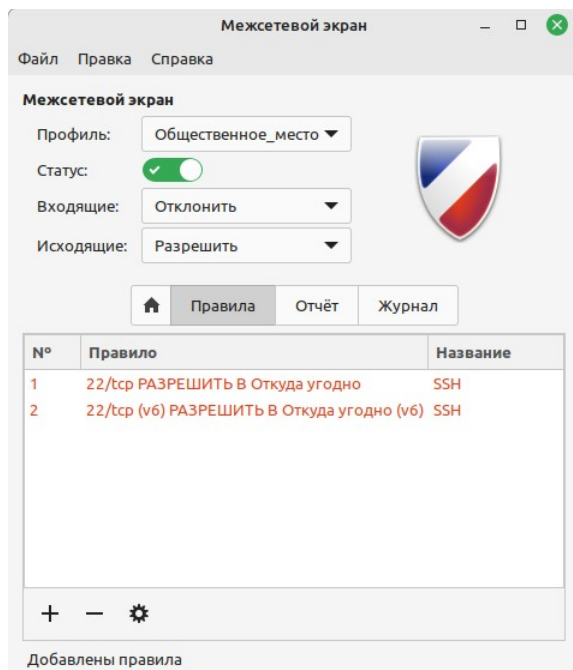 Межсетевой экран
Файл Правка Справка
Межсетевой экран
Профиль: Общественное_место
Статус:
Входящие: Отклонить
Исходящие: Разрешить
Правила Отчёт Журнал
Nº Правило Название
1 22/tcp РАЗРЕШИТЬ В Откуда угодно SSH
2 22/tcp (v6) РАЗРЕШИТЬ В Откуда угодно (v6) SSH
Добавлены правила